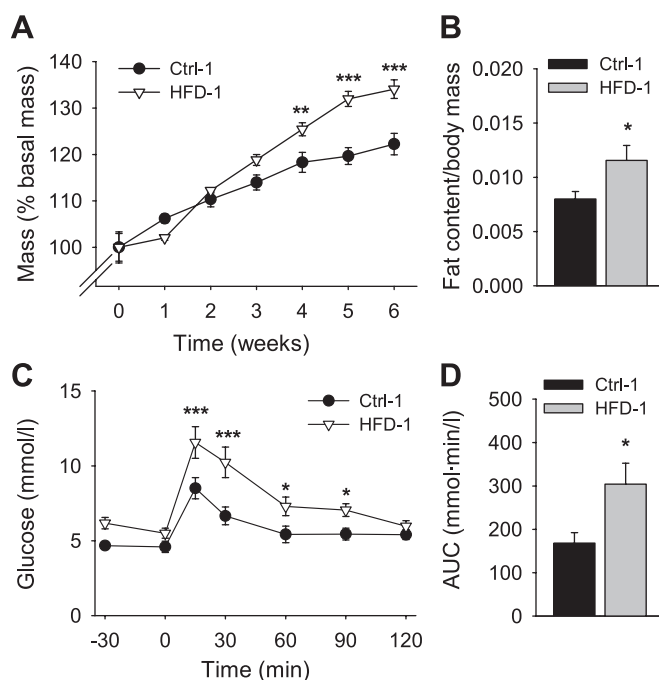 A
Ctrl-1
HFD-1
Mass (% basal mass)
140
130
120
110
100
** *** ***
0 1 2 3 4 5 6
Time (weeks)
B
Ctrl-1
HFD-1
Fat content/body mass
0.020
0.015
0.010
0.005
0.000
*
C
Ctrl-1
HFD-1
Glucose (mmol/l)
15
10
5
0
*** *** * *
-30 0 30 60 90 120
Time (min)
D
Ctrl-1
HFD-1
AUC (mmol·min/l)
500
400
300
200
100
0
*